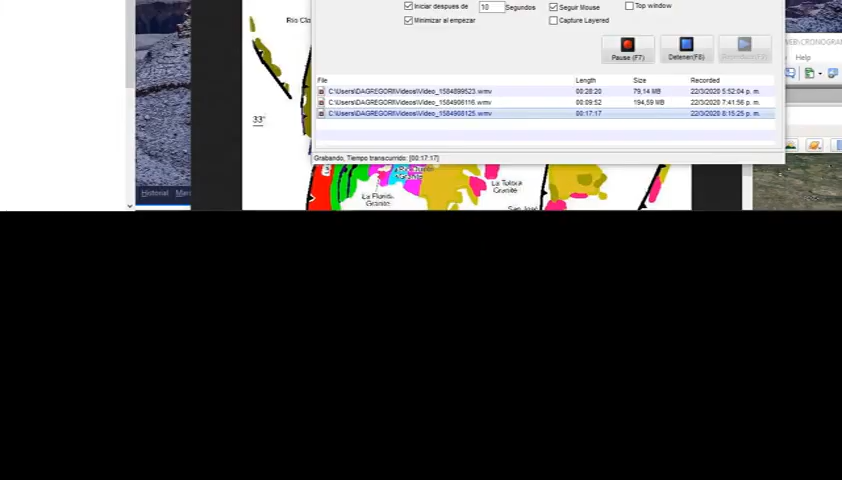 Iniciar despues de 10 Segundos
Seguir Mouse
Top window
Minimizar al empezar
Capture Layered
Rio Cla
Help
Pause (F7)
Detener(F8)
File Length Size Recorded
C:\Users\DAGREGORI\Videos\Video_1584899523.wmv 00:28:20 79,14 MB 22/3/2020 5:52:04 p. m.
C:\Users\DAGREGORI\Videos\Video_1584906116.wmv 00:09:52 194,59 MB 22/3/2020 7:41:56 p. m.
C:\Users\DAGREGORI\Videos\Video_1584908125.wmv 00:17:17 22/3/2020 8:15:25 p. m.
33°
Grabando, Tiempo transcurrido: [00:17:17]
Granite
La Tulora
Granite
Historial Marc
Granite
San José